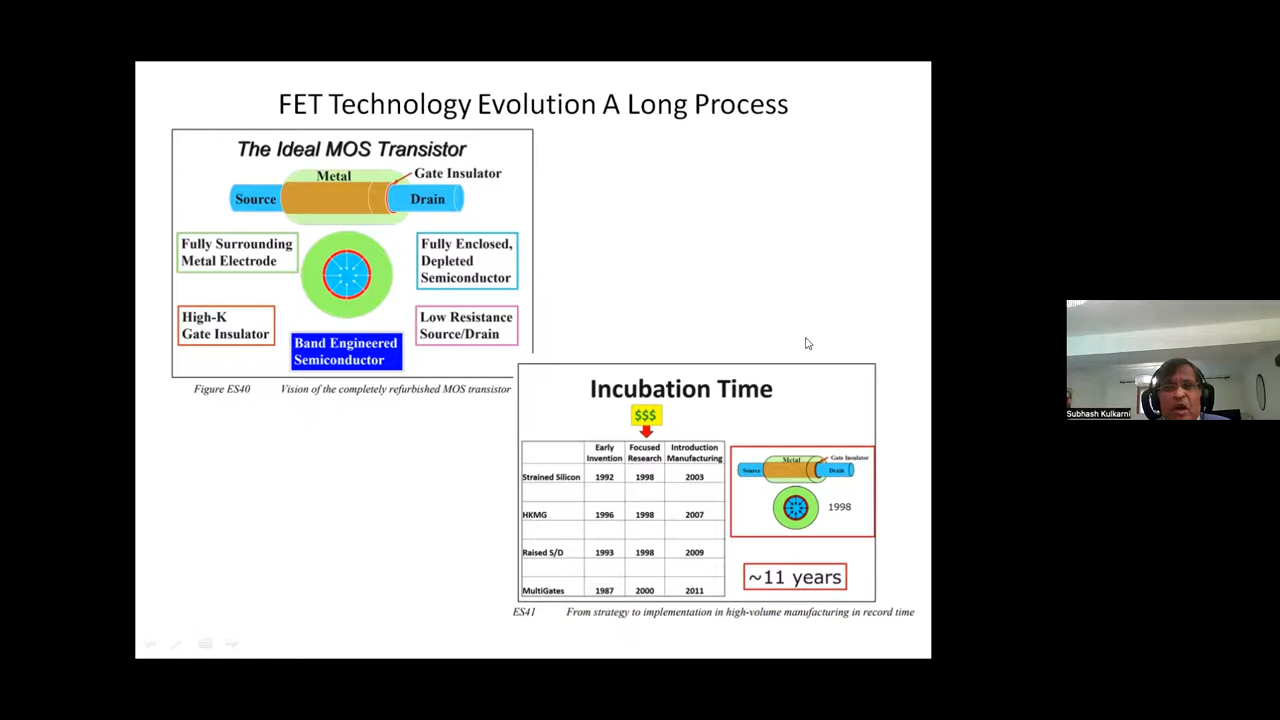 FET Technology Evolution A Long Process
The Ideal MOS Transistor
Metal
Gate Insulator
Source
Drain
Fully Surrounding
Metal Electrode
Fully Enclosed,
Depleted
Semiconductor
High-K
Gate Insulator
Low Resistance
Source/Drain
Band Engineered
Semiconductor
Figure ES40 Vision of the completely refurbished MOS transistor
Incubation Time
$$$
Early Invention Focused Research Introduction Manufacturing
Strained Silicon 1992 1998 2003
HKMG 1996 1998 2007
Raised S/D 1993 1998 2009
MultiGates 1987 2000 2011
Metal
Gate Insulator
Source
Drain
1998
~11 years
ES41 From strategy to implementation in high-volume manufacturing in record time
Subhash Kulkarni